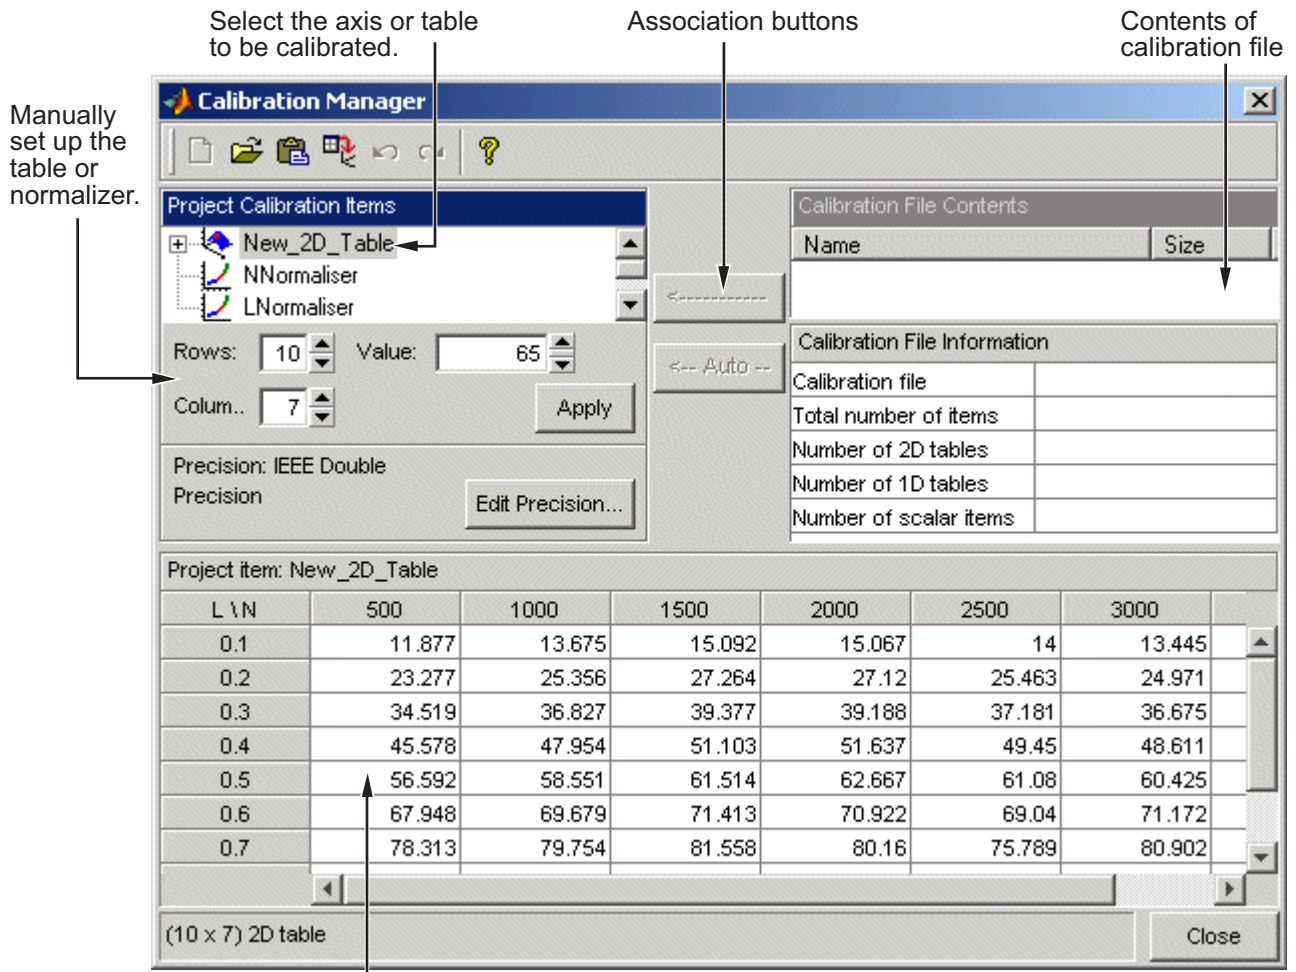 Select the axis or table
to be calibrated.
Association buttons
Contents of
calibration file
Manually
set up the
table or
normalizer.
Calibration Manager
Project Calibration Items
New_2D_Table
NNormaliser
LNormaliser
Rows: 10 Value: 65
Colum.. 7 Apply
Precision: IEEE Double
Precision
Edit Precision...
<-----------
<-- Auto --
Calibration File Contents
Name Size
Calibration File Information
Calibration file
Total number of items
Number of 2D tables
Number of 1D tables
Number of scalar items
Project item: New_2D_Table
L \ N 500 1000 1500 2000 2500 3000
0.1 11.877 13.675 15.092 15.067 14 13.445
0.2 23.277 25.356 27.264 27.12 25.463 24.971
0.3 34.519 36.827 39.377 39.188 37.181 36.675
0.4 45.578 47.954 51.103 51.637 49.45 48.611
0.5 56.592 58.551 61.514 62.667 61.08 60.425
0.6 67.948 69.679 71.413 70.922 69.04 71.172
0.7 78.313 79.754 81.558 80.16 75.789 80.902
(10 x 7) 2D table
Close